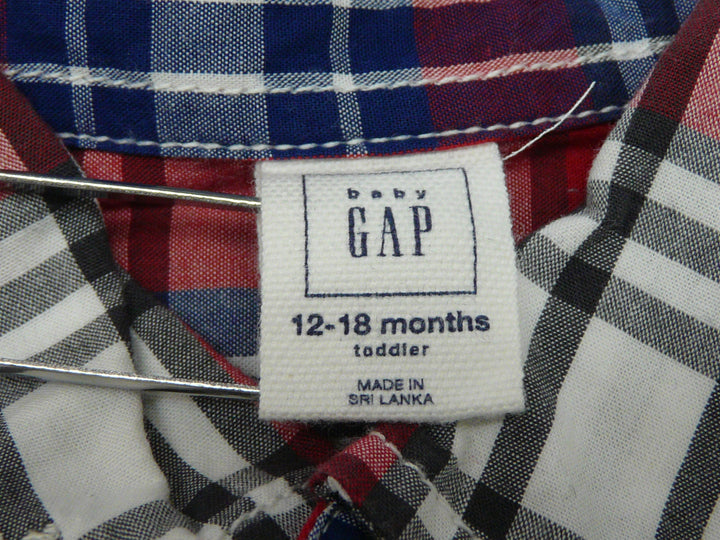 baby
GAP
12-18 months
toddler
MADE IN
SRI LANKA